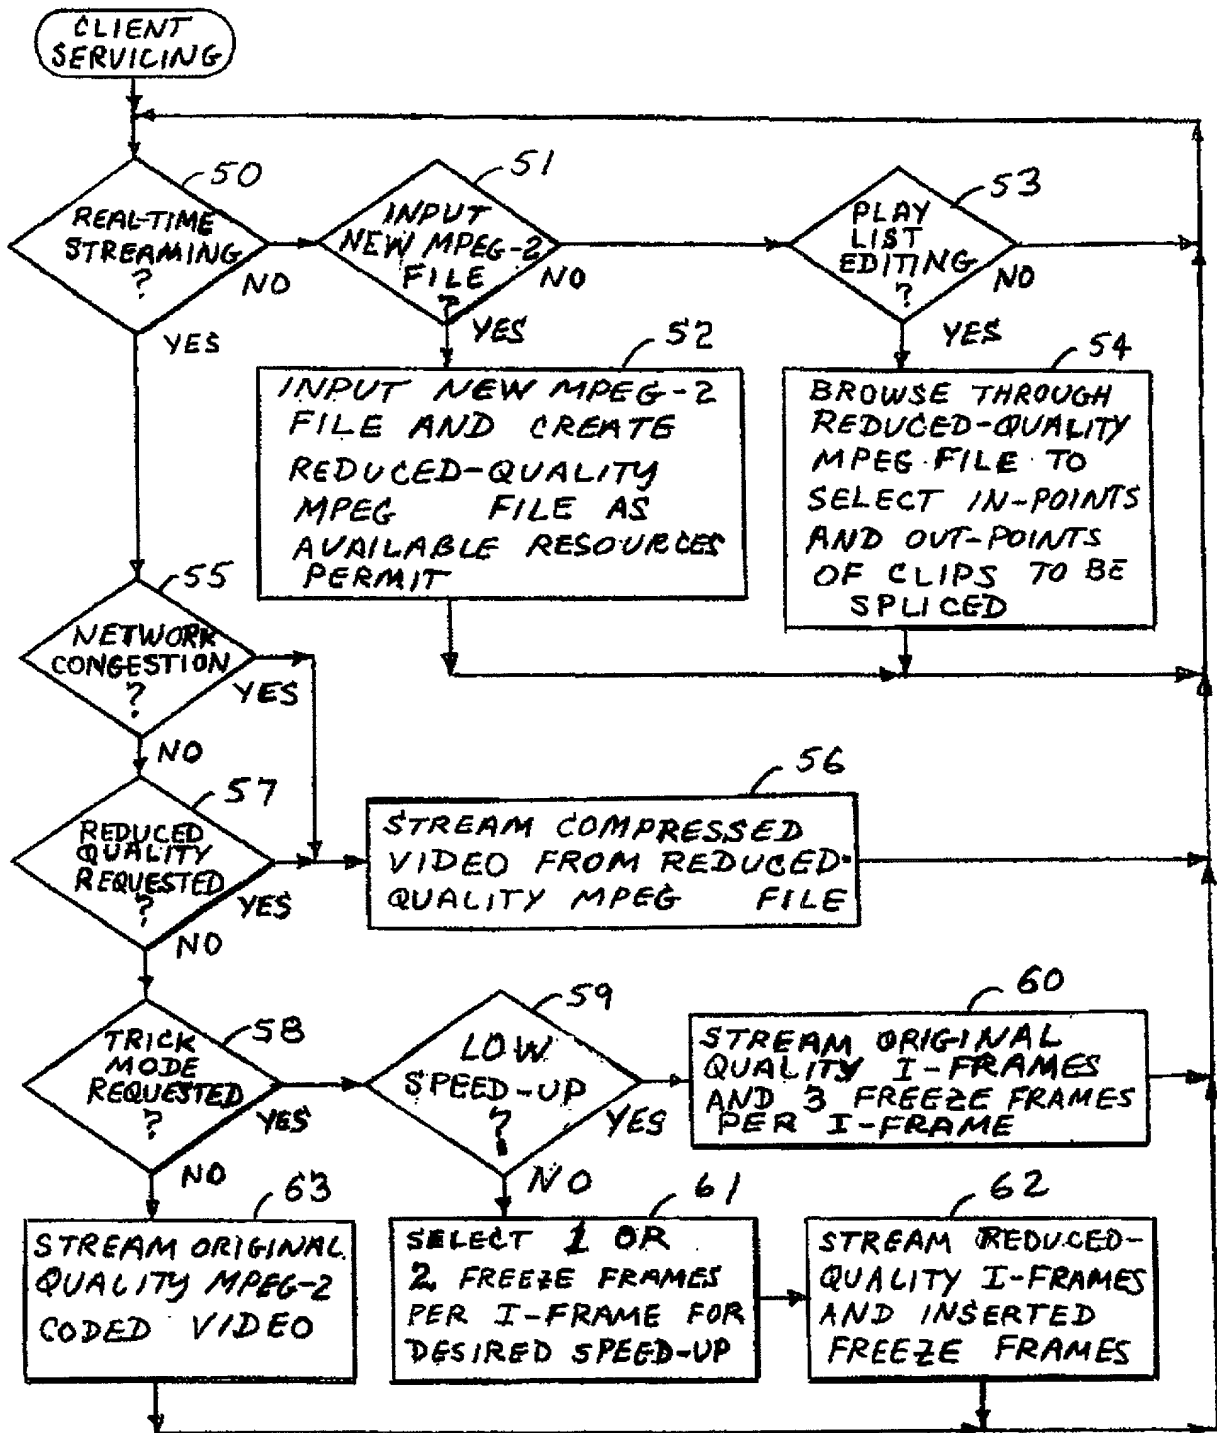 CLIENT
SERVICING
50
REAL-TIME
STREAMING
?
NO
YES
51
INPUT
NEW MPEG-2
FILE
?
NO
YES
53
PLAY
LIST
EDITING
?
NO
YES
52
INPUT NEW MPEG-2
FILE AND CREATE
REDUCED-QUALITY
MPEG FILE AS
AVAILABLE RESOURCES
PERMIT
54
BROWSE THROUGH
REDUCED-QUALITY
MPEG FILE TO
SELECT IN-POINTS
AND OUT-POINTS
OF CLIPS TO BE
SPLICED
55
NETWORK
CONGESTION
?
YES
NO
57
REDUCED
QUALITY
REQUESTED
?
YES
NO
56
STREAM COMPRESSED
VIDEO FROM REDUCED-
QUALITY MPEG FILE
58
TRICK
MODE
REQUESTED
?
YES
NO
59
LOW
SPEED-UP
?
YES
NO
60
STREAM ORIGINAL
QUALITY I-FRAMES
AND 3 FREEZE FRAMES
PER I-FRAME
63
STREAM ORIGINAL
QUALITY MPEG-2
CODED VIDEO
61
SELECT 1 OR
2 FREEZE FRAMES
PER I-FRAME FOR
DESIRED SPEED-UP
62
STREAM REDUCED-
QUALITY I-FRAMES
AND INSERTED
FREEZE FRAMES